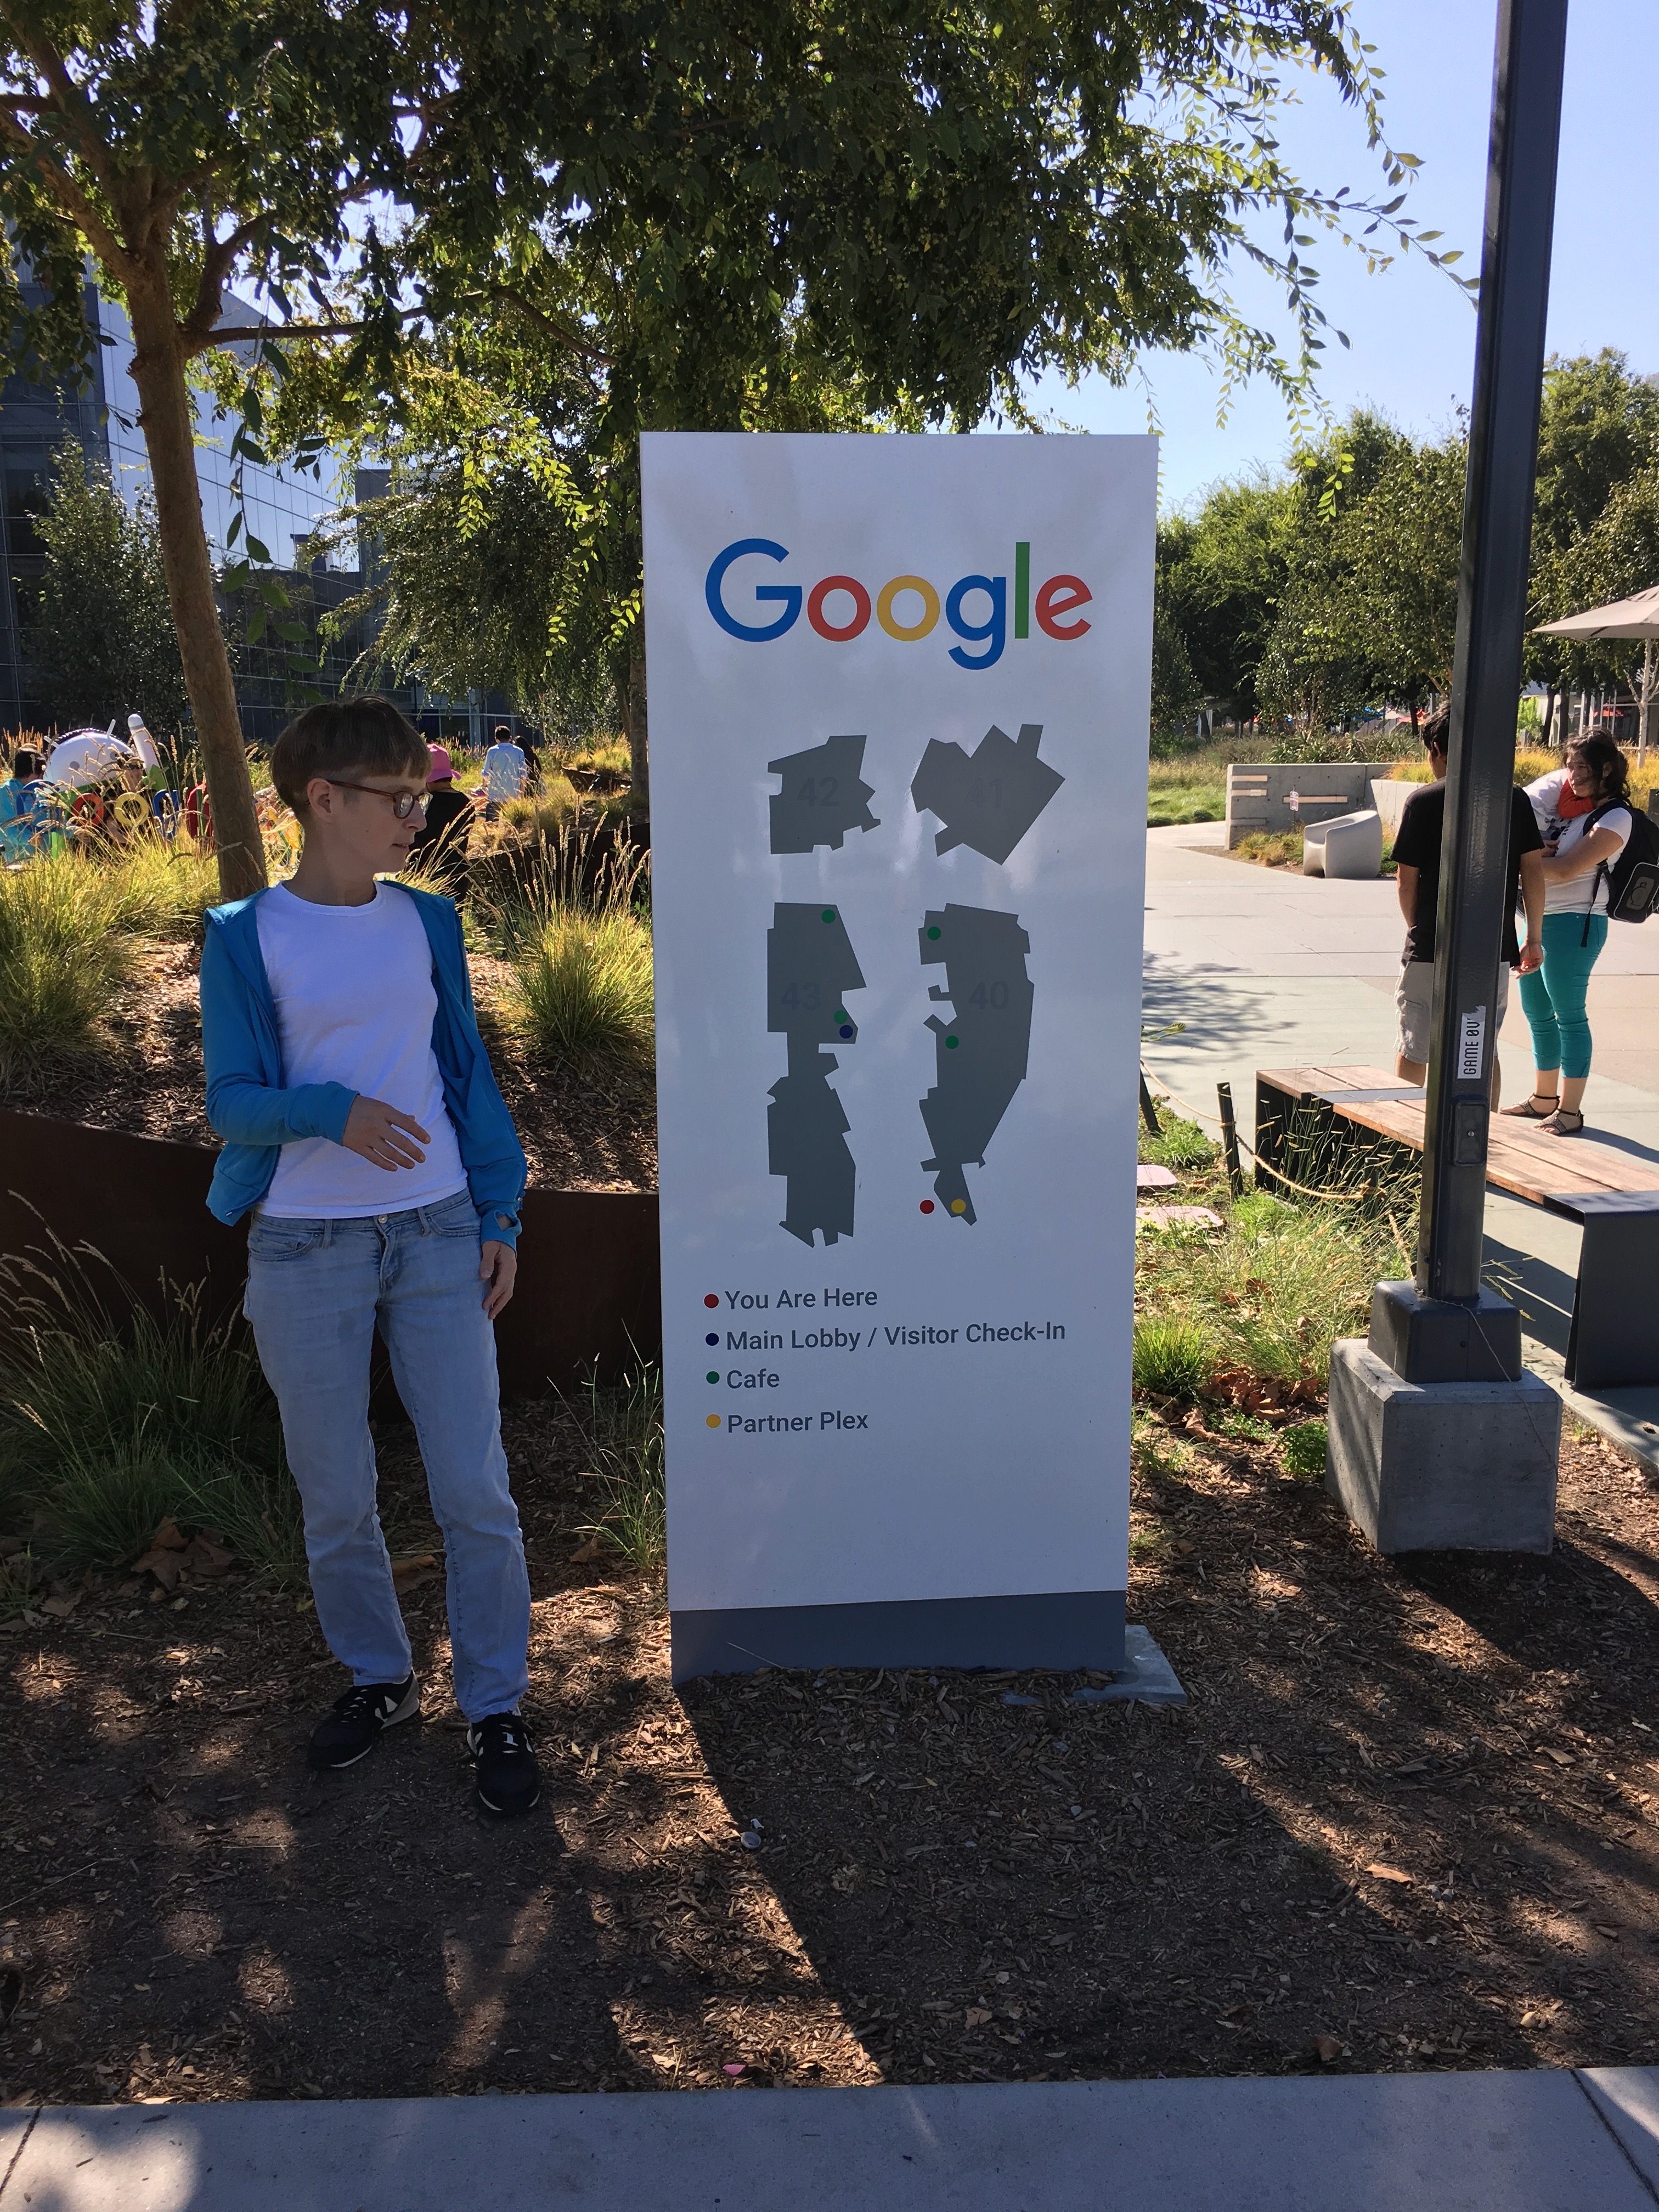 Google
42
41
43
40
You Are Here
Main Lobby / Visitor Check-In
Cafe
Partner Plex